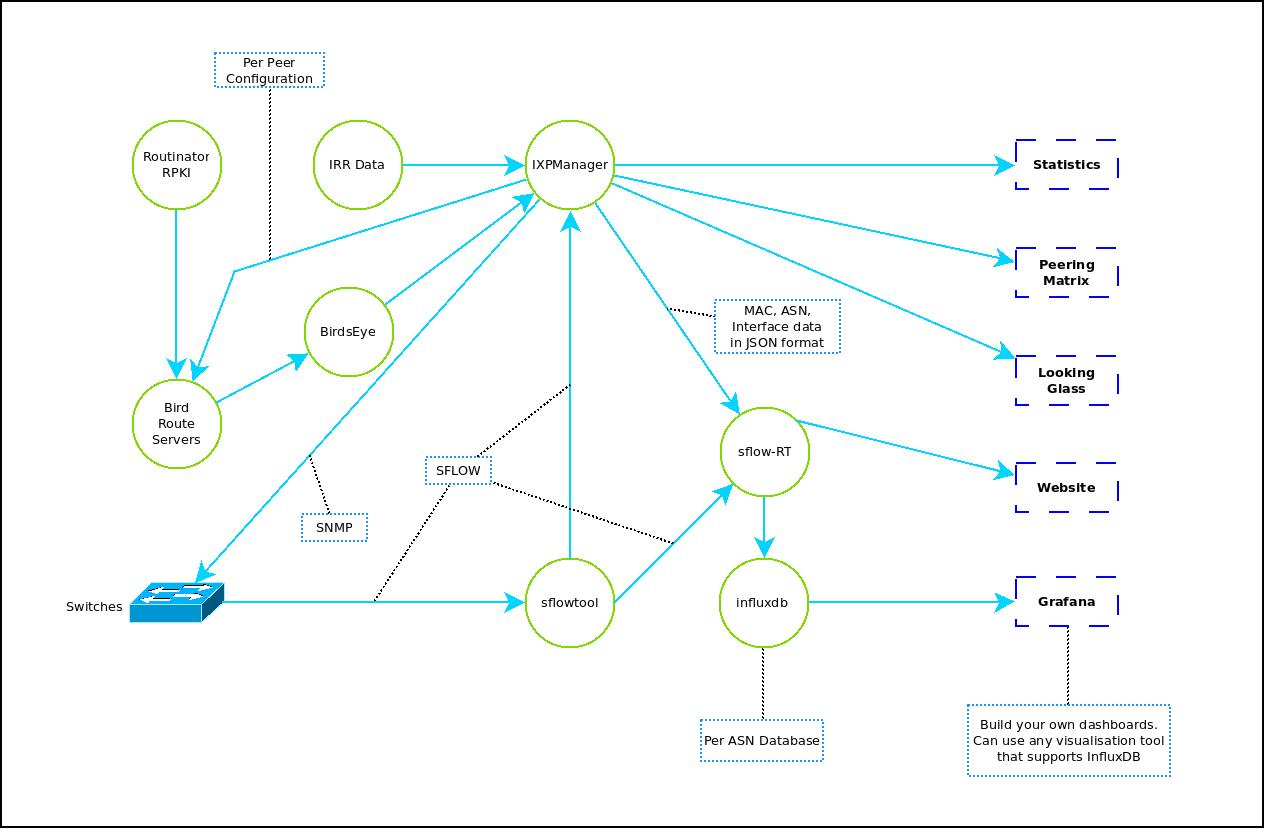 Per Peer
Configuration
Routinator
RPKI
IRR Data
IXPManager
Statistics
Peering
Matrix
BirdsEye
MAC, ASN,
Interface data
in JSON format
Looking
Glass
Bird
Route
Servers
SFLOW
sflow-RT
Website
SNMP
Switches
sflowtool
influxdb
Grafana
Per ASN Database
Build your own dashboards.
Can use any visualisation tool
that supports InfluxDB